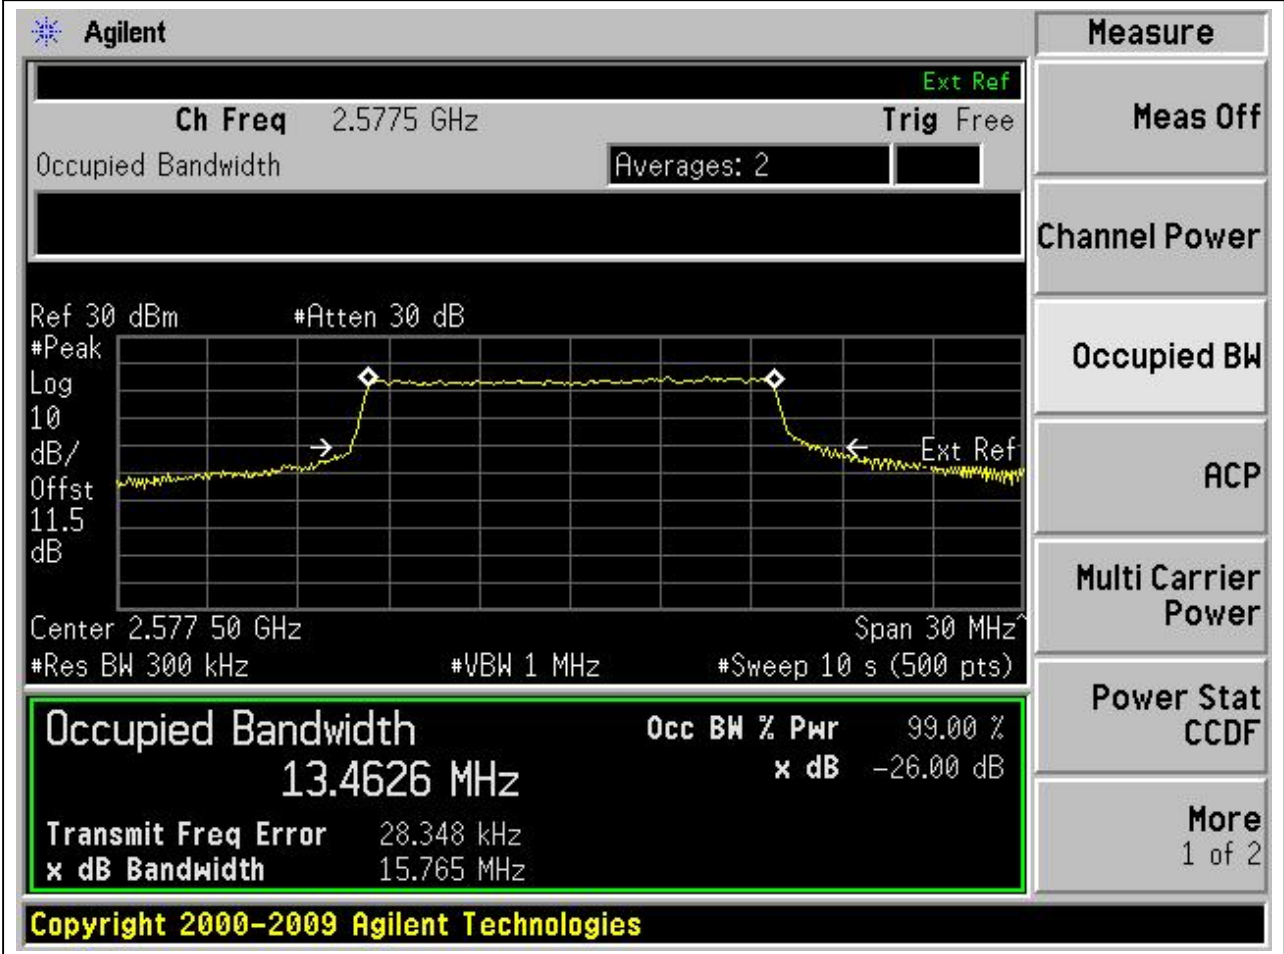 Agilent
Measure
Ext Ref
Ch Freq 2.5775 GHz Trig Free
Meas Off
Occupied Bandwidth Averages: 2
Channel Power
Ref 30 dBm #Atten 30 dB
#Peak
Log
10
dB/
Offst
11.5
dB
Ext Ref
Occupied BW
ACP
Center 2.577 50 GHz Span 30 MHz^
#Res BW 300 kHz #VBW 1 MHz #Sweep 10 s (500 pts)
Multi Carrier
Power
Occupied Bandwidth Occ BW % Pwr 99.00 %
13.4626 MHz x dB -26.00 dB
Power Stat
CCDF
Transmit Freq Error 28.348 kHz
x dB Bandwidth 15.765 MHz
More
1 of 2
Copyright 2000-2009 Agilent Technologies